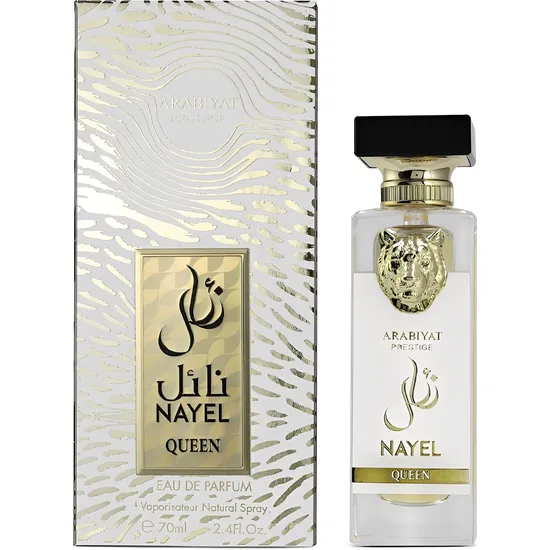 ARABIYAT
PRESTIGE
نائل
نائل
NAYEL
QUEEN
EAU DE PARFUM
Vaporisateur Natural Spray
℮ 70ml 2.4Fl.Oz.
ARABIYAT
PRESTIGE
نائل
NAYEL
QUEEN